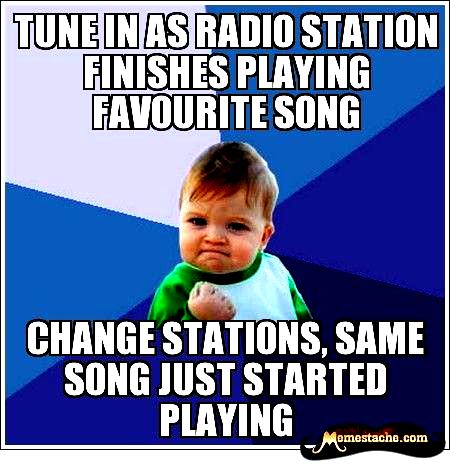 TUNE IN AS RADIO STATION
FINISHES PLAYING
FAVOURITE SONG
CHANGE STATIONS, SAME
SONG JUST STARTED
PLAYING
Memestache.com